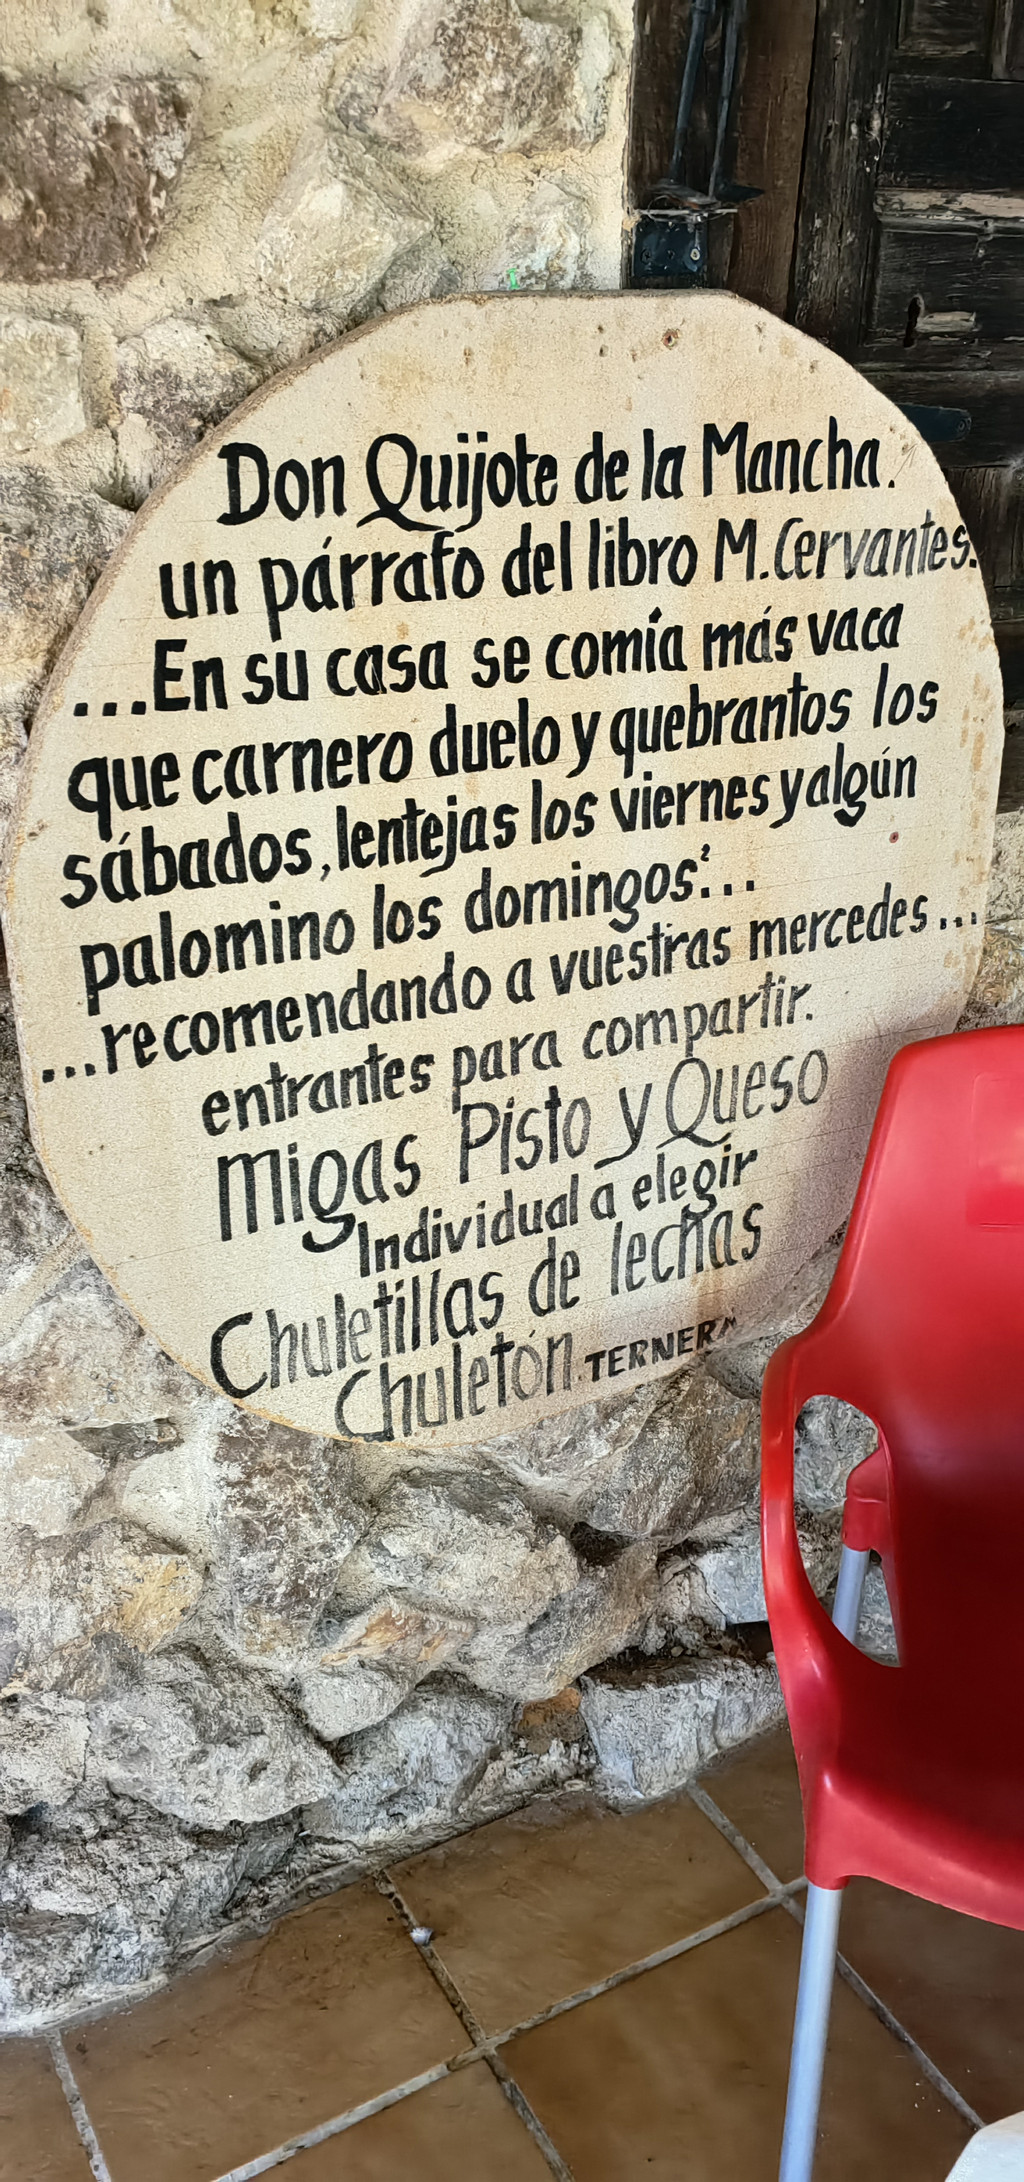 Don Quijote de la Mancha.
un párrafo del libro M. Cervantes.
...En su casa se comía más vaca
que carnero duelo y quebrantos los
sábados, lentejas los viernes y algún
palomino los domingos"...
...recomendando a vuestras mercedes...
entrantes para compartir.
Migas Pisto y Queso
Individual a elegir
Chuletillas de lechas
Chuletón. TERNERA